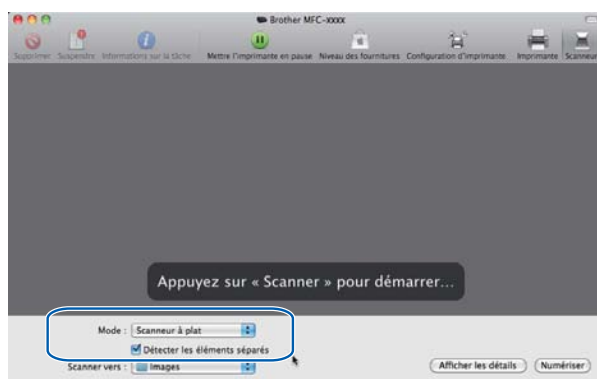 Brother MFC-xxxx
Supprimer Suspendre Informations sur la tâche Mettre l'imprimante en pause Niveau des fournitures Configuration d'imprimante Imprimante Scanneur
Appuyez sur « Scanner » pour démarrer...
Mode : Scanneur à plat
Détecter les éléments séparés
Scanner vers : Images Afficher les détails Numériser